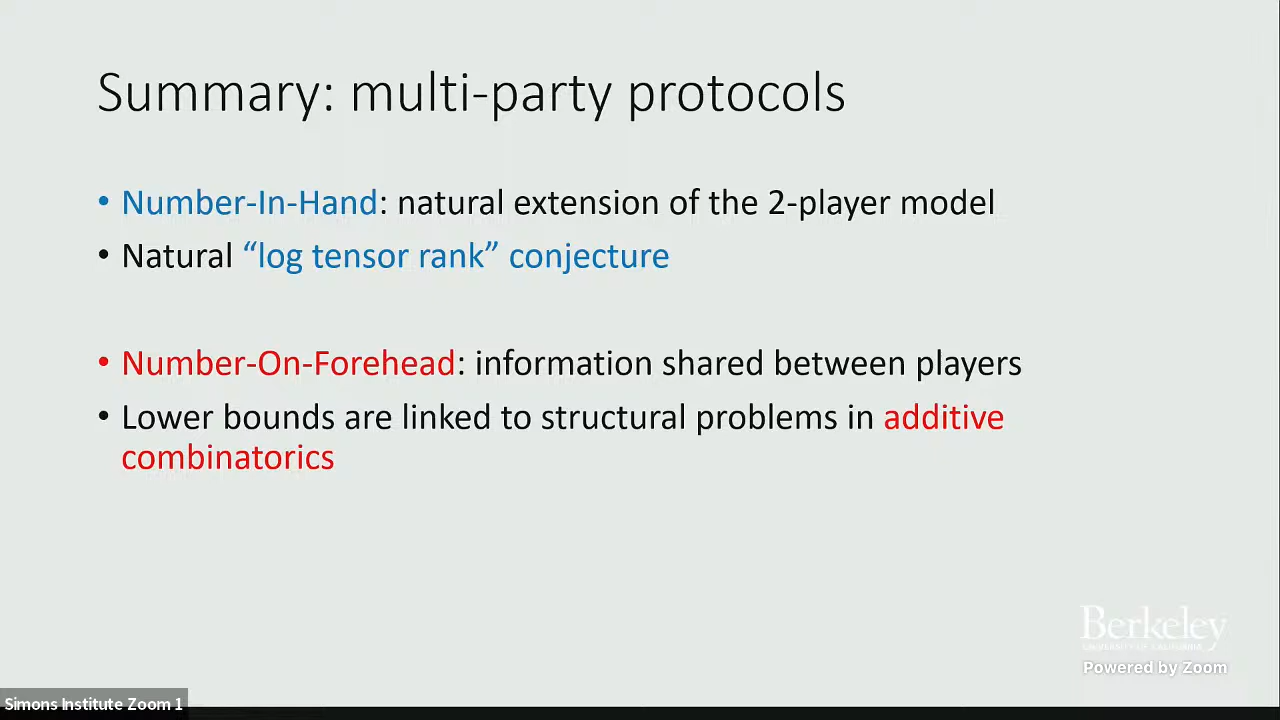 Summary: multi-party protocols
• Number-In-Hand: natural extension of the 2-player model
• Natural “log tensor rank” conjecture
• Number-On-Forehead: information shared between players
• Lower bounds are linked to structural problems in additive
combinatorics
Berkeley
UNIVERSITY OF CALIFORNIA
Powered by Zoom
Simons Institute Zoom 1